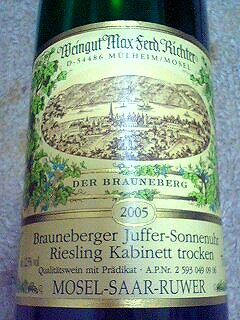 Weingut Max Ferd. Richter
D-54486 MÜLHEIM/MOSEL
DER BRAUNEBERG
2005
Brauneberger Juffer-Sonnenuhr
Riesling Kabinett trocken
Qualitätswein mit Prädikat · A.P.Nr. 2 593 049 06
MOSEL-SAAR-RUWER